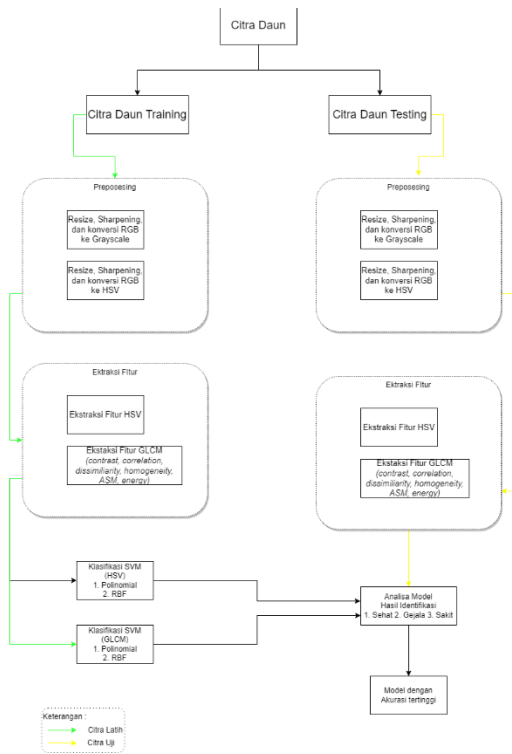 Citra Daun
Citra Daun Training
Citra Daun Testing
Preposesing
Resize, Sharpening,
dan konversi RGB
ke Grayscale
Resize, Sharpening,
dan konversi RGB
ke HSV
Preposesing
Resize, Sharpening,
dan konversi RGB
ke Grayscale
Resize, Sharpening,
dan konversi RGB
ke HSV
Ektraksi Fitur
Ekstraksi Fitur HSV
Ekstaksi Fitur GLCM
(contrast, correlation,
dissimiliarity, homogeneity,
ASM, energy)
Ektraksi Fitur
Ekstraksi Fitur HSV
Ekstaksi Fitur GLCM
(contrast, correlation,
dissimiliarity, homogeneity,
ASM, energy)
Klasifikasi SVM
(HSV)
1. Polinomial
2. RBF
Klasifikasi SVM
(GLCM)
1. Polinomial
2. RBF
Analisa Model
Hasil Identifikasi
1. Sehat 2. Gejala 3. Sakit
Model dengan
Akurasi tertinggi
Keterangan :
Citra Latih
Citra Uji